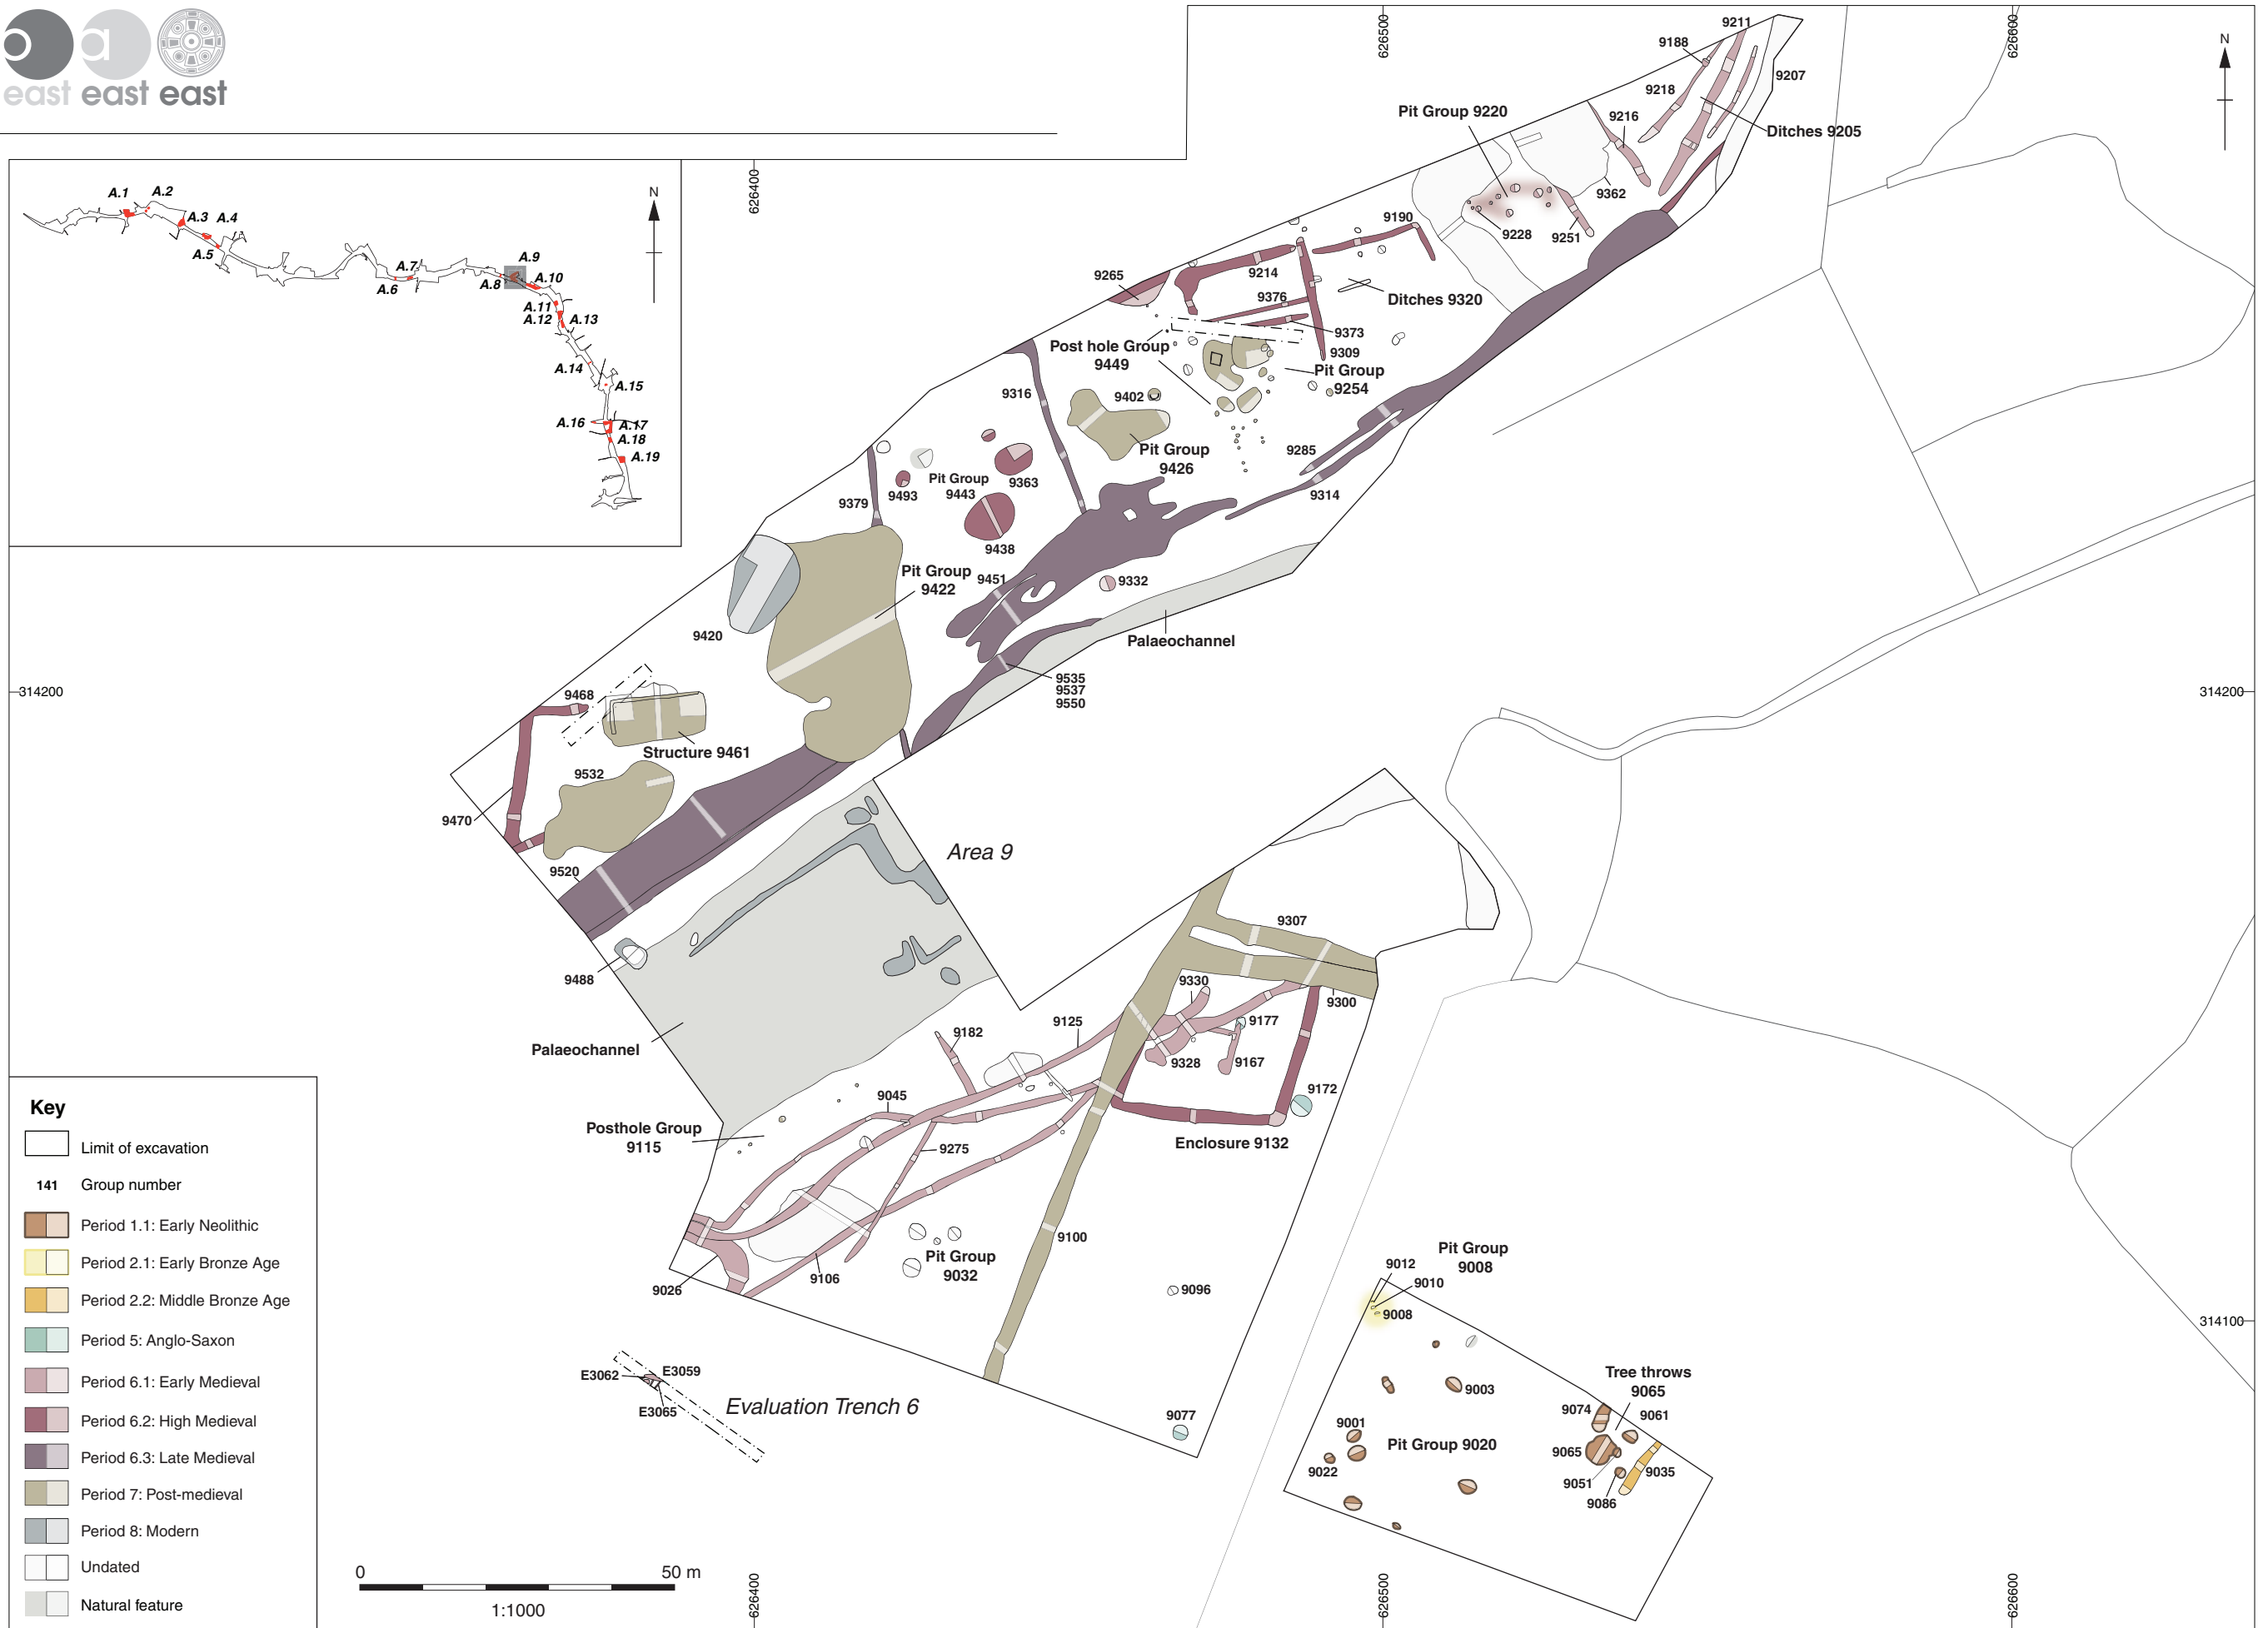 east east east
A.1
A.2
A.3
A.4
A.5
A.6
A.7
A.8
A.9
A.10
A.11
A.12
A.13
A.14
A.15
A.16
A.17
A.18
A.19
N
N
626400
626500
626600
314200
314200
314100
626400
626500
626600
9211
9188
9207
9218
Pit Group 9220
9216
Ditches 9205
9362
9228
9251
9190
9214
9265
9376
Ditches 9320
9373
Post hole Group
9449
9309
Pit Group
9254
9316
9402
Pit Group
9426
9285
9314
9379
9493
Pit Group
9443
9363
9438
Pit Group
9422
9451
9332
9420
Palaeochannel
9535
9537
9550
9468
Structure 9461
9532
9470
9520
Area 9
9488
Palaeochannel
9307
9330
9300
9177
9182
9125
9328
9167
9172
9045
Posthole Group
9115
Enclosure 9132
9275
9100
Pit Group
9032
9106
9026
9096
Pit Group
9008
9012
9010
9008
E3062
E3059
E3065
Evaluation Trench 6
9077
Tree throws
9065
9003
9074
9061
9001
Pit Group 9020
9065
9035
9022
9051
9086
Key
Limit of excavation
141 Group number
Period 1.1: Early Neolithic
Period 2.1: Early Bronze Age
Period 2.2: Middle Bronze Age
Period 5: Anglo-Saxon
Period 6.1: Early Medieval
Period 6.2: High Medieval
Period 6.3: Late Medieval
Period 7: Post-medieval
Period 8: Modern
Undated
Natural feature
0 50 m
1:1000